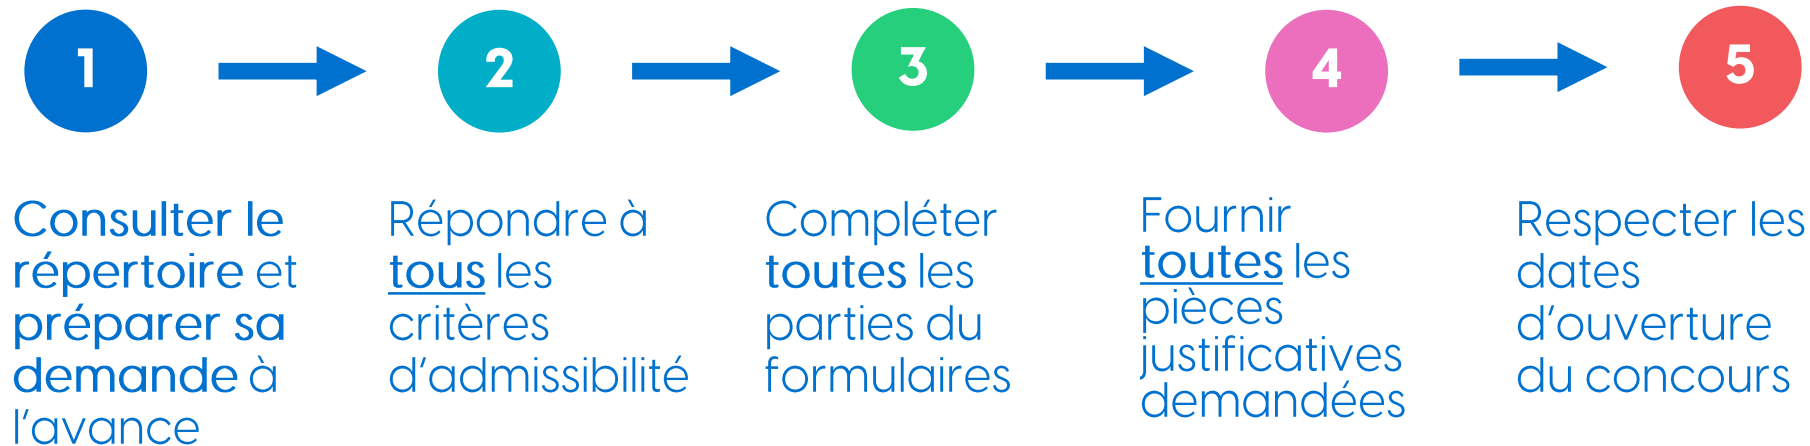 1
2
3
4
5
Consulter le
répertoire et
préparer sa
demande à
l’avance
Répondre à
tous les
critères
d’admissibilité
Compléter
toutes les
parties du
formulaires
Fournir
toutes les
pièces
justificatives
demandées
Respecter les
dates
d’ouverture
du concours